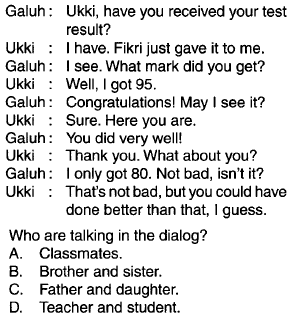 Galuh : Ukki, have you received your test
result?
Ukki : I have. Fikri just gave it to me.
Galuh : I see. What mark did you get?
Ukki : Well, I got 95.
Galuh : Congratulations! May I see it?
Ukki : Sure. Here you are.
Galuh : You did very well!
Ukki : Thank you. What about you?
Galuh : I only got 80. Not bad, isn't it?
Ukki : That's not bad, but you could have
done better than that, I guess.
Who are talking in the dialog?
A. Classmates.
B. Brother and sister.
C. Father and daughter.
D. Teacher and student.